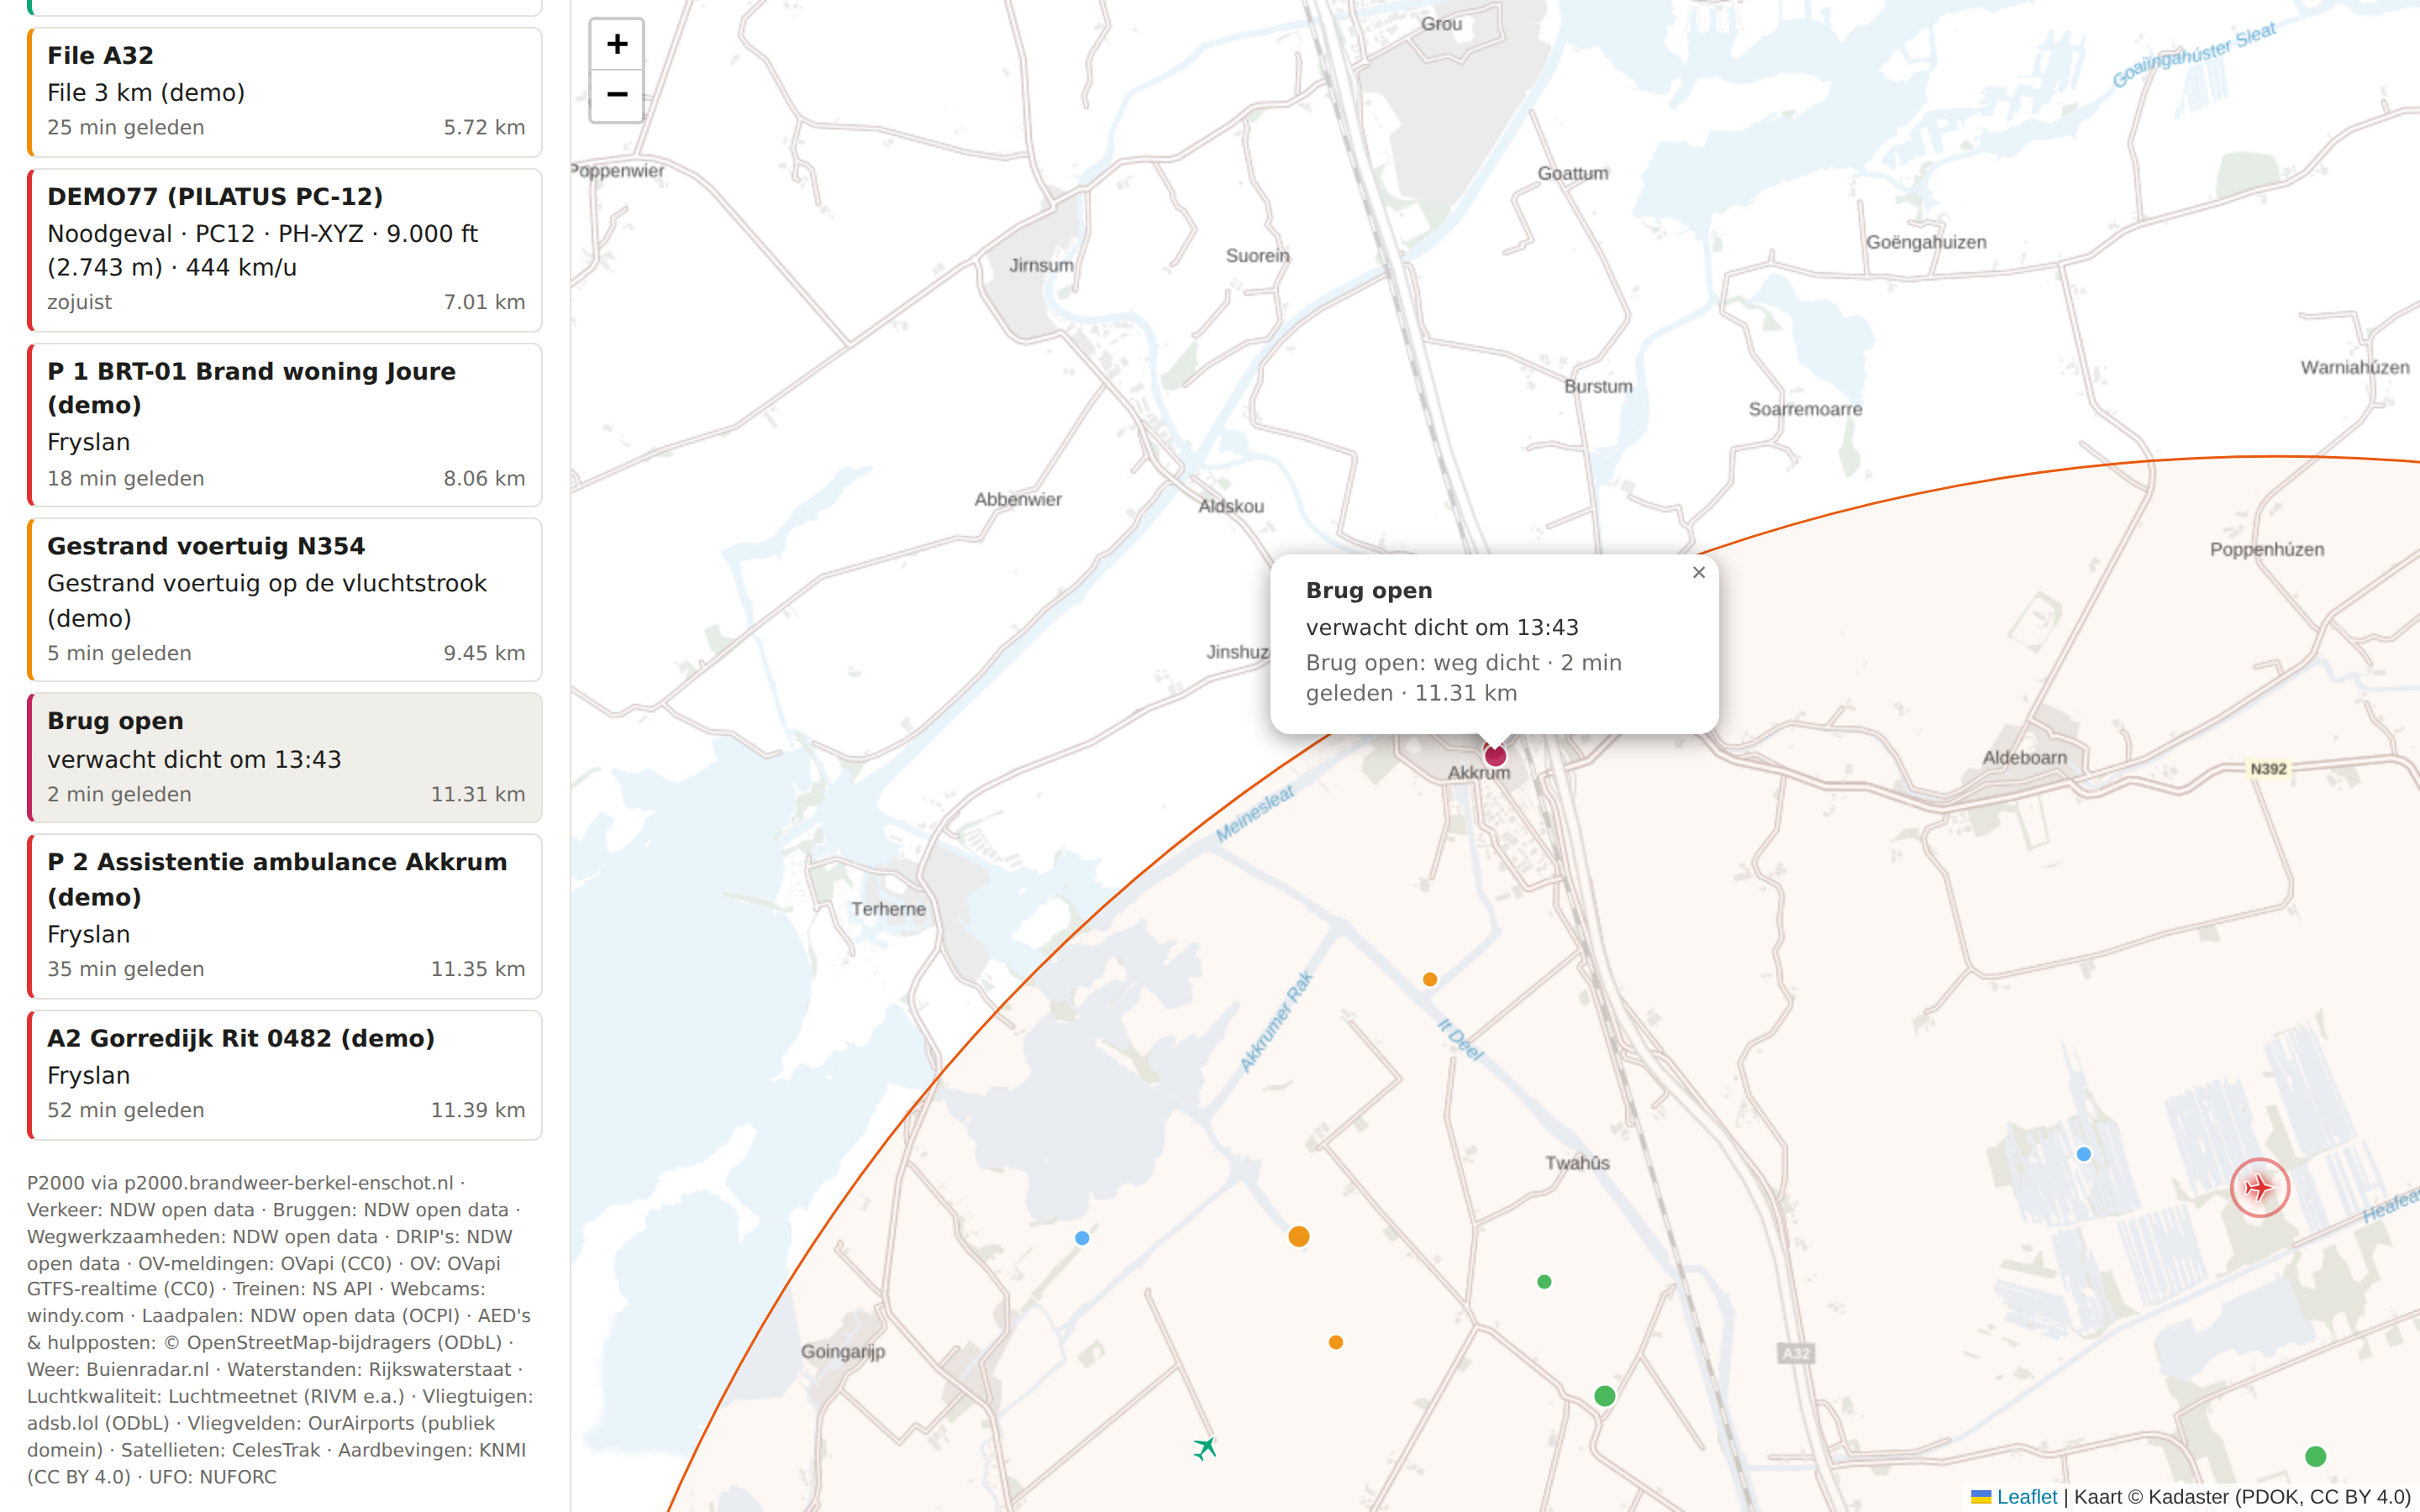 File A32
File 3 km (demo)
25 min geleden 5.72 km
DEMO77 (PILATUS PC-12)
Noodgeval · PC12 · PH-XYZ · 9.000 ft
(2.743 m) · 444 km/u
zojuist 7.01 km
P 1 BRT-01 Brand woning Joure
(demo)
Fryslan
18 min geleden 8.06 km
Gestrand voertuig N354
Gestrand voertuig op de vluchtstrook
(demo)
5 min geleden 9.45 km
Brug open
verwacht dicht om 13:43
2 min geleden 11.31 km
P 2 Assistentie ambulance Akkrum
(demo)
Fryslan
35 min geleden 11.35 km
A2 Gorredijk Rit 0482 (demo)
Fryslan
52 min geleden 11.39 km
P2000 via p2000.brandweer-berkel-enschot.nl ·
Verkeer: NDW open data · Bruggen: NDW open data ·
Wegwerkzaamheden: NDW open data · DRIP's: NDW
open data · OV-meldingen: OVapi (CC0) · OV: OVapi
GTFS-realtime (CC0) · Treinen: NS API · Webcams:
windy.com · Laadpalen: NDW open data (OCPI) · AED's
& hulpposten: © OpenStreetMap-bijdragers (ODbL) ·
Weer: Buienradar.nl · Waterstanden: Rijkswaterstaat ·
Luchtkwaliteit: Luchtmeetnet (RIVM e.a.) · Vliegtuigen:
adsb.lol (ODbL) · Vliegvelden: OurAirports (publiek
domein) · Satellieten: CelesTrak · Aardbevingen: KNMI
(CC BY 4.0) · UFO: NUFORC
+
−
Grou
Goaiïngahúster Sleat
Poppenwier
Goattum
Goëngahuizen
Suorein
Jirnsum
Warniahúzen
Burstum
Soarremoarre
Abbenwier
Aldskou
Poppenhúzen
Jinshuz
Brug open
×
verwacht dicht om 13:43
Brug open: weg dicht · 2 min
geleden · 11.31 km
Akkrum
Aldeboarn
N392
Meinesleat
Terherne
Akkrumer Rak
It Deel
Twahûs
Heafea
Goingarijp
A32
Leaflet | Kaart © Kadaster (PDOK, CC BY 4.0)